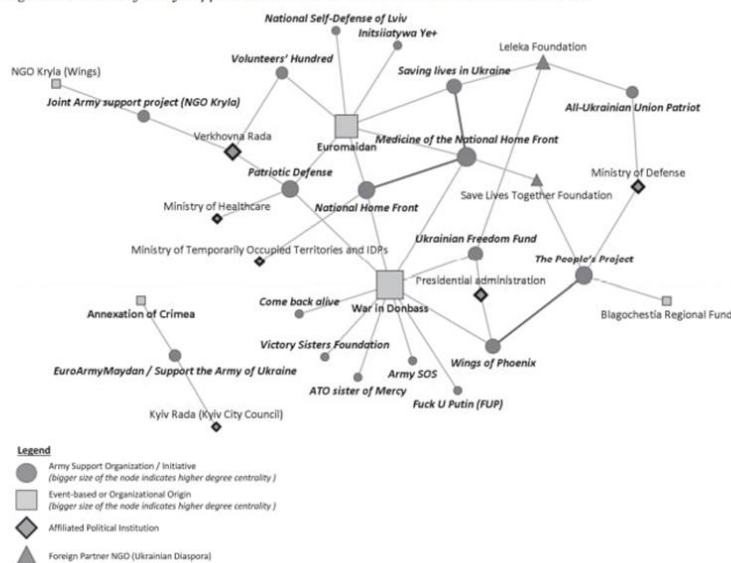 National Self-Defense of Lviv
Initsiiatywa Ye+
Leleka Foundation
Volunteers' Hundred
NGO Kryla (Wings)
Saving lives in Ukraine
Joint Army support project (NGO Kryla)
All-Ukrainian Union Patriot
Verkhovna Rada
Euromaidan
Medicine of the National Home Front
Patriotic Defense
Ministry of Defense
Save Lives Together Foundation
Ministry of Healthcare
National Home Front
Ukrainian Freedom Fund
Ministry of Temporarily Occupied Territories and IDPs
The People's Project
Presidential administration
Come back alive
War in Donbass
Annexation of Crimea
Blagochestia Regional Fund
Victory Sisters Foundation
Wings of Phoenix
EuroArmyMaydan / Support the Army of Ukraine
Army SOS
ATO sister of Mercy
Fuck U Putin (FUP)
Kyiv Rada (Kyiv City Council)
Legend
Army Support Organization / Initiative
(bigger size of the node indicates higher degree centrality )
Event-based or Organizational Origin
(bigger size of the node indicates higher degree centrality )
Affiliated Political Institution
Foreign Partner NGO (Ukrainian Diaspora)